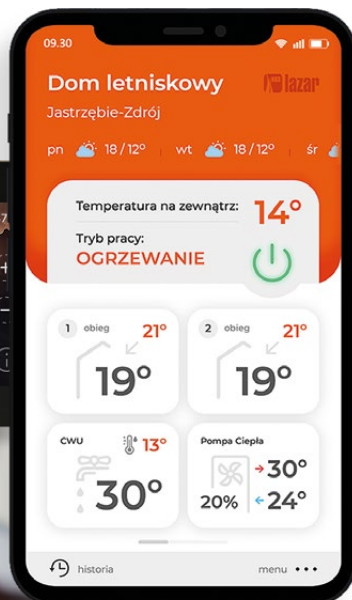 09.30
Dom letniskowy
lazar
Jastrzębie-Zdrój
pn 18 / 12° wt 18 / 12° śr
Temperatura na zewnątrz: 14°
Tryb pracy:
OGRZEWANIE
1 obieg 21°
19°
2 obieg 21°
19°
CWU 13°
30°
Pompa Ciepła
30°
20% 24°
historia
menu